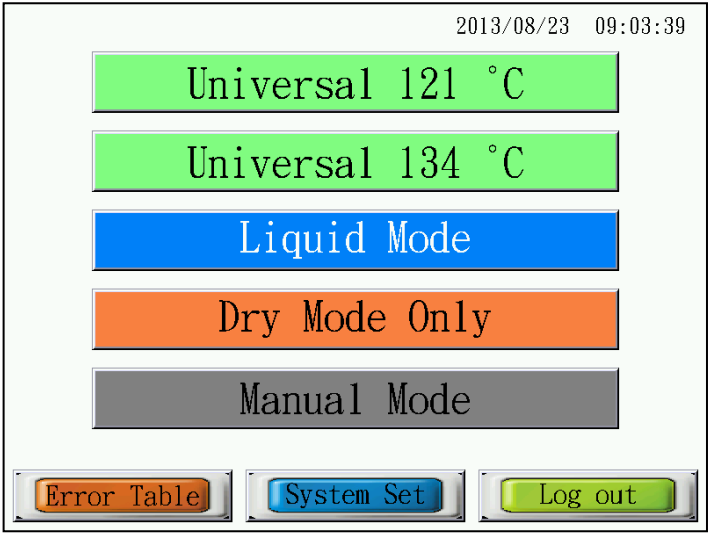 2013/08/23 09:03:39
Universal 121 °C
Universal 134 °C
Liquid Mode
Dry Mode Only
Manual Mode
Error Table System Set Log out